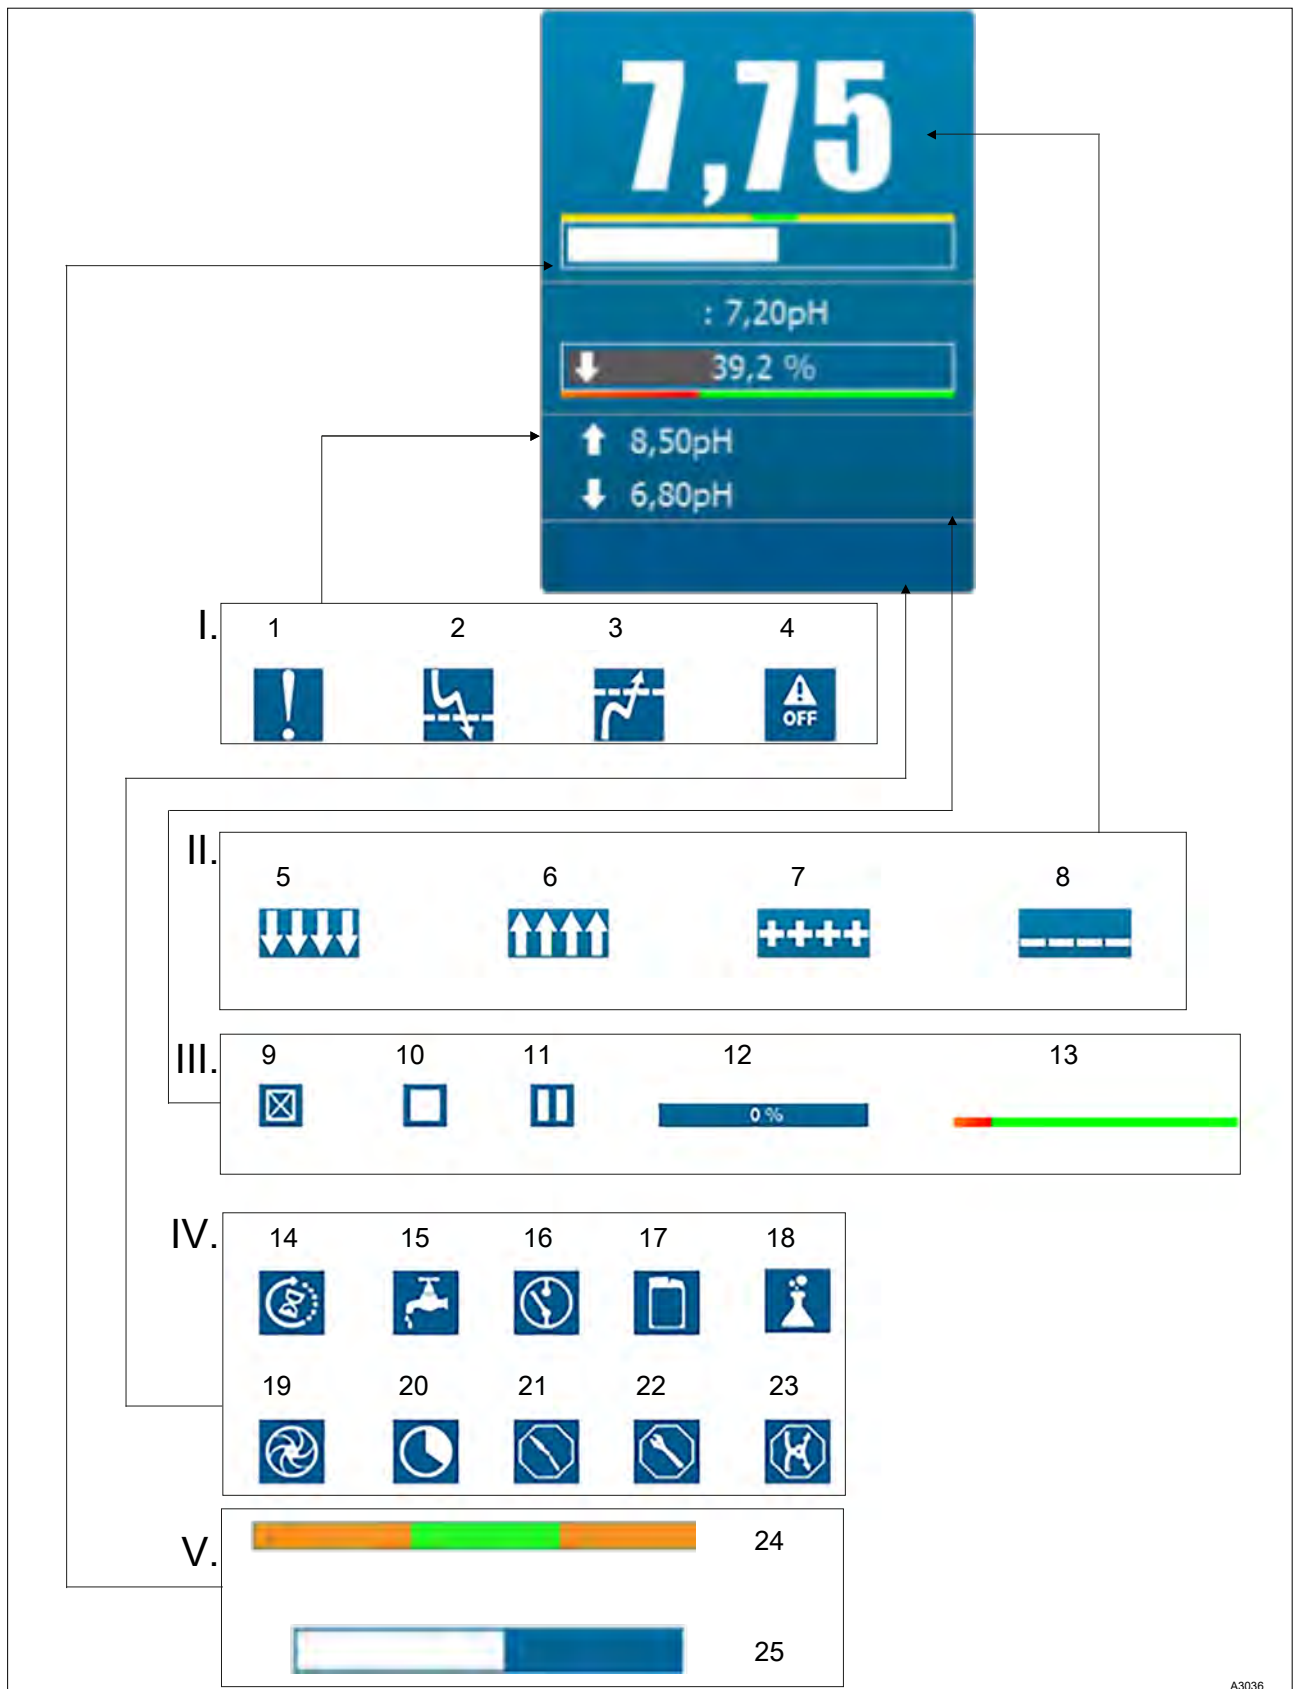 7,75
: 7,20pH
39,2 %
8,50pH
6,80pH
I.
1 2 3 4
OFF
II.
5 6 7 8
III.
9 10 11 12 13
0 %
IV.
14 15 16 17 18
19 20 21 22 23
V.
24
25
A3036